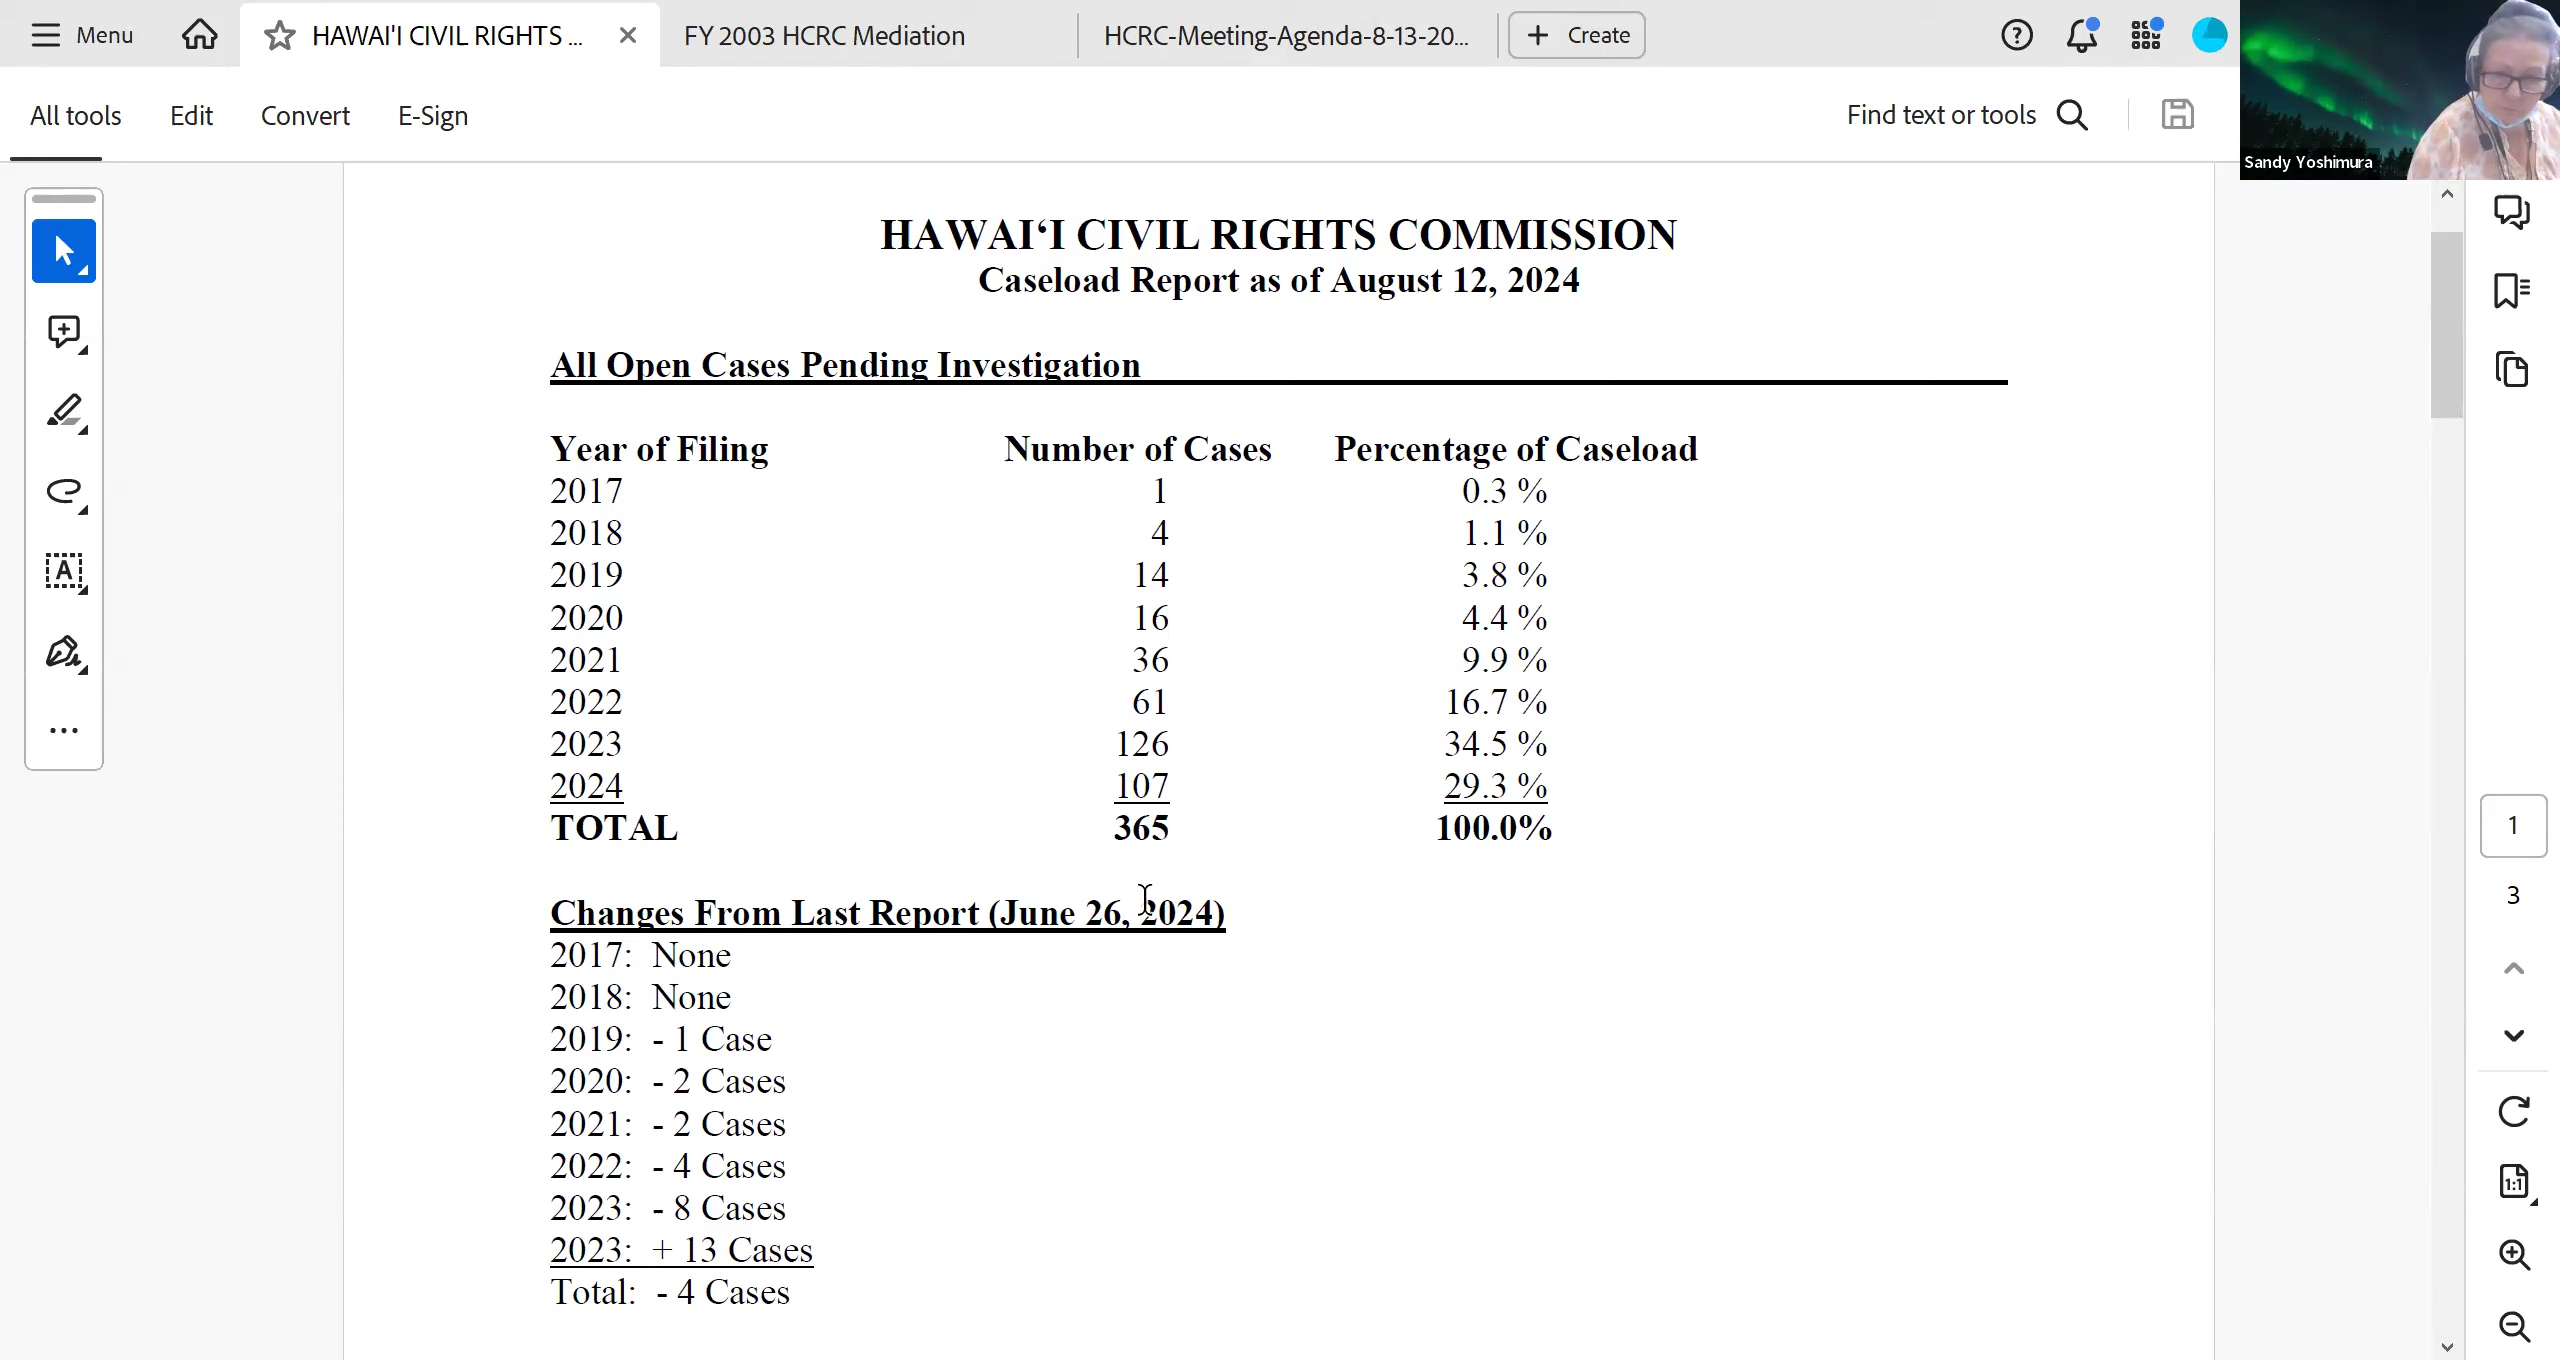 Menu
HAWAI'I CIVIL RIGHTS ...
FY 2003 HCRC Mediation
HCRC-Meeting-Agenda-8-13-20...
Create
All tools
Edit
Convert
E-Sign
Find text or tools
Sandy Yoshimura
HAWAI‘I CIVIL RIGHTS COMMISSION
Caseload Report as of August 12, 2024
All Open Cases Pending Investigation
Year of Filing Number of Cases Percentage of Caseload
2017 1 0.3 %
2018 4 1.1 %
2019 14 3.8 %
2020 16 4.4 %
2021 36 9.9 %
2022 61 16.7 %
2023 126 34.5 %
2024 107 29.3 %
TOTAL 365 100.0%
Changes From Last Report (June 26, 2024)
2017: None
2018: None
2019: - 1 Case
2020: - 2 Cases
2021: - 2 Cases
2022: - 4 Cases
2023: - 8 Cases
2023: + 13 Cases
Total: - 4 Cases
1
3
1:1